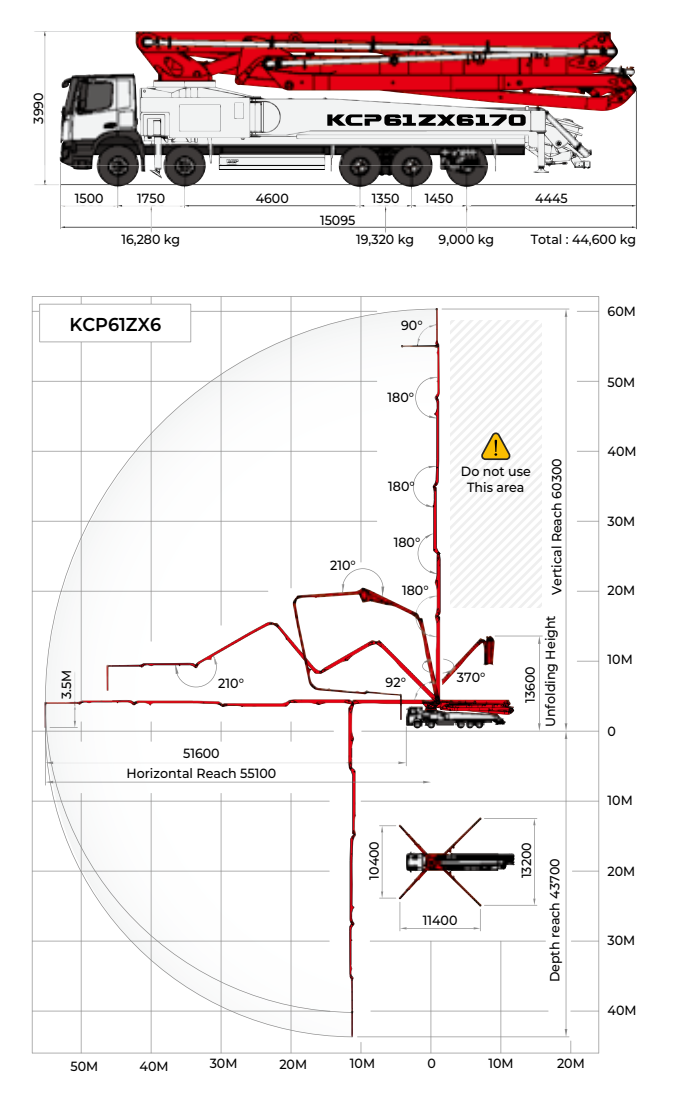 3990
KCP61ZX6170
1500 1750 4600 1350 1450 4445
15095
16,280 kg 19,320 kg 9,000 kg Total : 44,600 kg
KCP61ZX6
60M
90°
50M
180°
40M
Do not use
This area
180°
Vertical Reach 60300
30M
180°
210°
20M
180°
Unfolding Height
13600
10M
3.5M
210°
92°
370°
0
51600
Horizontal Reach 55100
10M
10400
13200
20M
Depth reach 43700
11400
30M
40M
50M 40M 30M 20M 10M 0 10M 20M